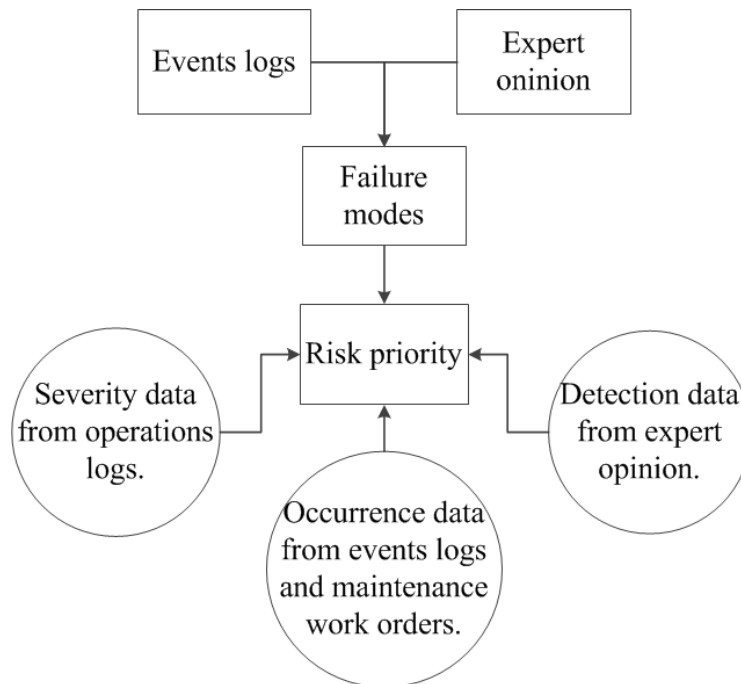 Events logs
Expert
oninion
Failure
modes
Risk priority
Severity data
from operations
logs.
Detection data
from expert
opinion.
Occurrence data
from events logs
and maintenance
work orders.